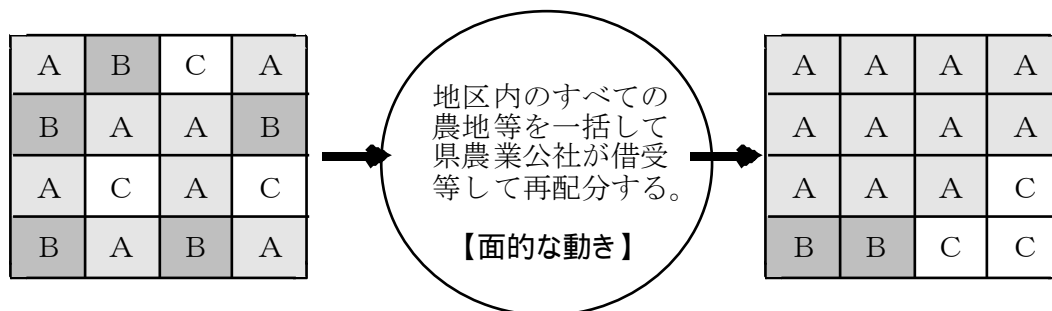 A B C A
B A A B
A C A C
B A B A
地区内のすべての
農地等を一括して
県農業公社が借受
等して再配分する。
【面的な動き】
A A A A
A A A A
A A A C
B B C C